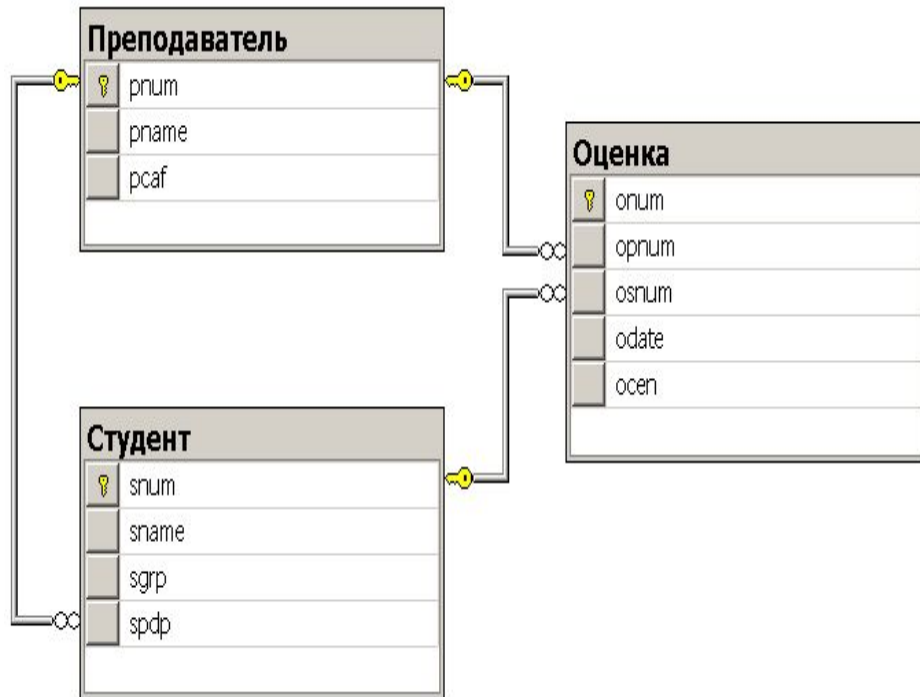 Преподаватель
pnum
pname
pcaf
Оценка
onum
opnum
osnum
odate
ocen
Студент
snum
sname
sgrp
spdp